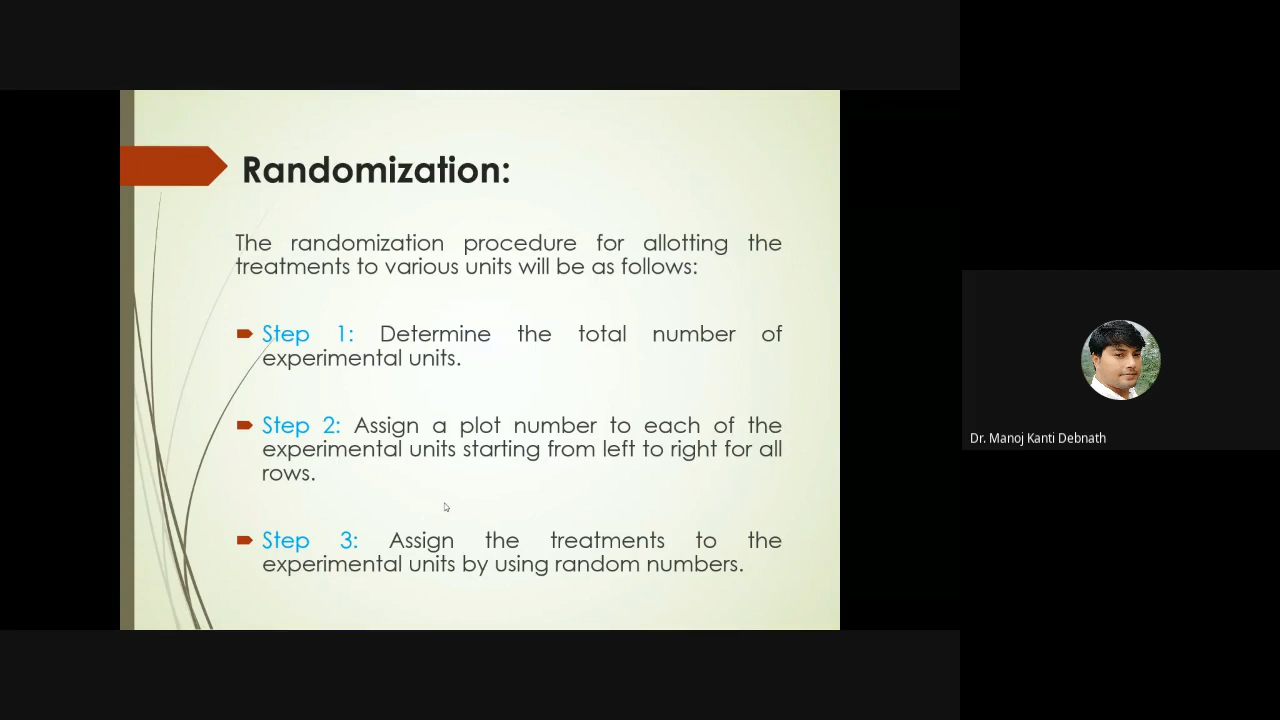 Randomization:
The randomization procedure for allotting the
treatments to various units will be as follows:
Step 1: Determine the total number of
experimental units.
Step 2: Assign a plot number to each of the
experimental units starting from left to right for all
rows.
Step 3: Assign the treatments to the
experimental units by using random numbers.
Dr. Manoj Kanti Debnath